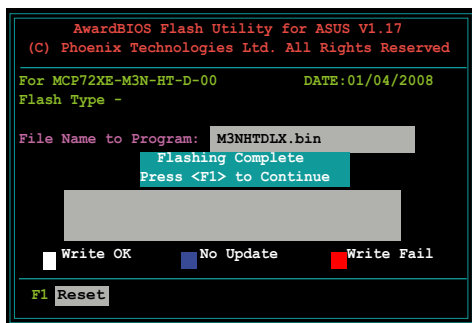 AwardBIOS Flash Utility for ASUS V1.17
(C) Phoenix Technologies Ltd. All Rights Reserved
For MCP72XE-M3N-HT-D-00 DATE:01/04/2008
Flash Type -
File Name to Program: M3NHTDLX.bin
Flashing Complete
Press <F1> to Continue
Write OK No Update Write Fail
F1 Reset